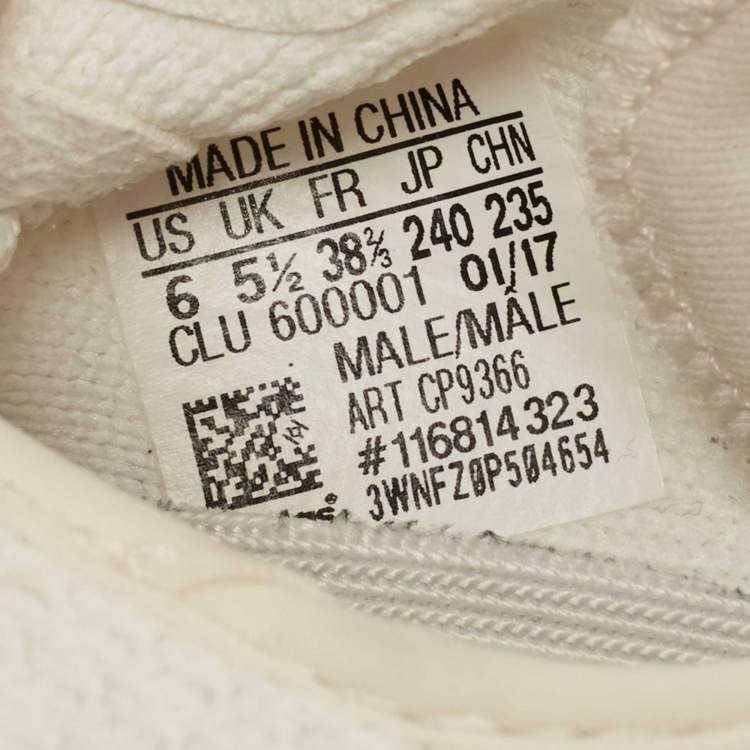 MADE IN CHINA
US UK FR JP CHN
6 5½ 38⅔ 240 235
CLU 600001 01/17
MALE/MÂLE
ART CP9366
#116814323
3WNFZ0P504654